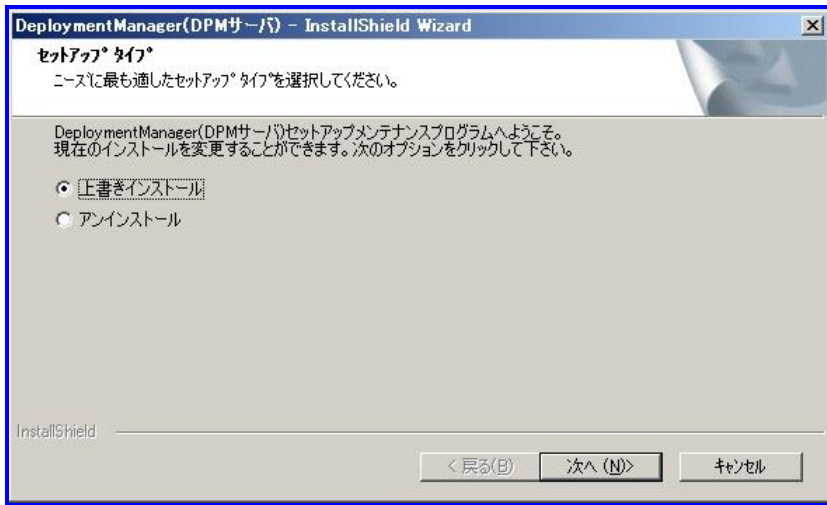 DeploymentManager(DPMサーバ) - InstallShield Wizard
セットアップ タイプ
ニーズに最も適したセットアップ タイプを選択してください。
DeploymentManager(DPMサーバ)セットアップメンテナンスプログラムへようこそ。
現在のインストールを変更することができます。次のオプションをクリックして下さい。
上書きインストール
アンインストール
InstallShield
< 戻る(B)
次へ (N)>
キャンセル